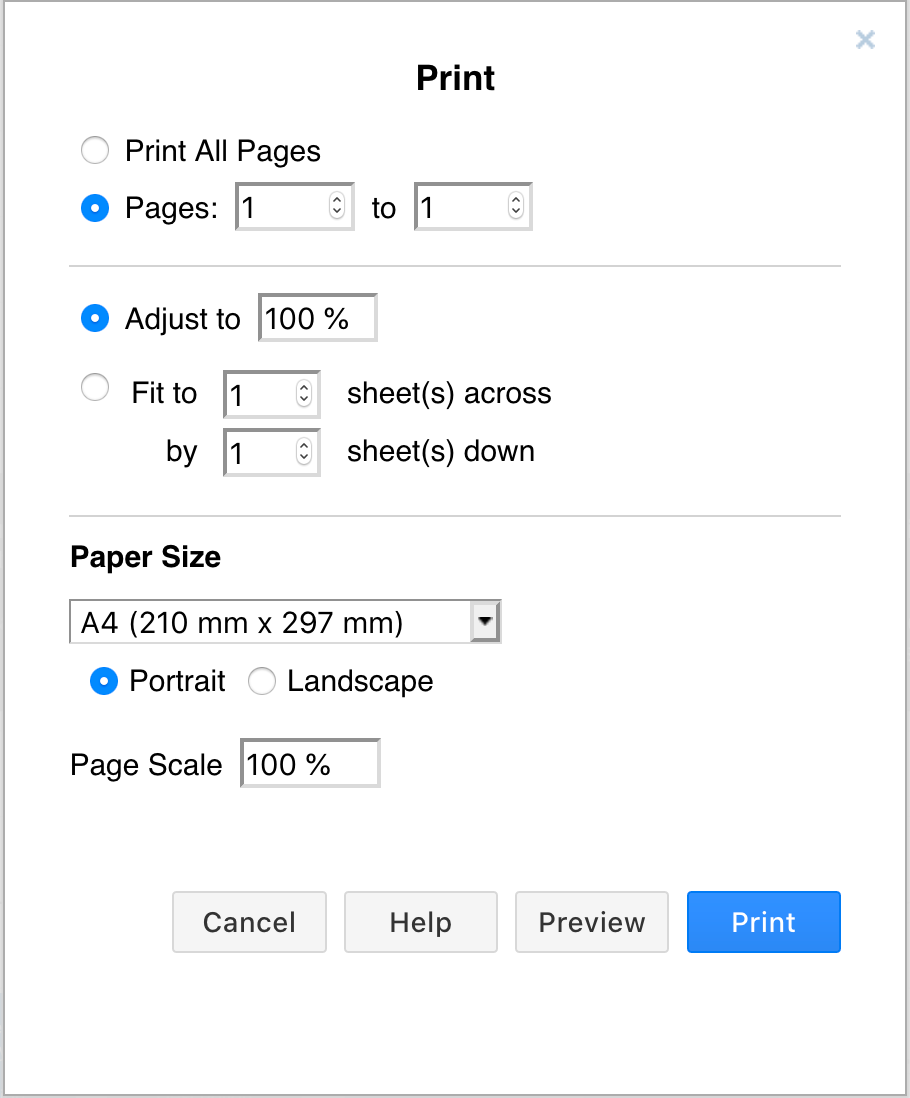 Print
Print All Pages
Pages: 1 to 1
Adjust to 100 %
Fit to 1 sheet(s) across
by 1 sheet(s) down
Paper Size
A4 (210 mm x 297 mm)
Portrait Landscape
Page Scale 100 %
Cancel Help Preview Print